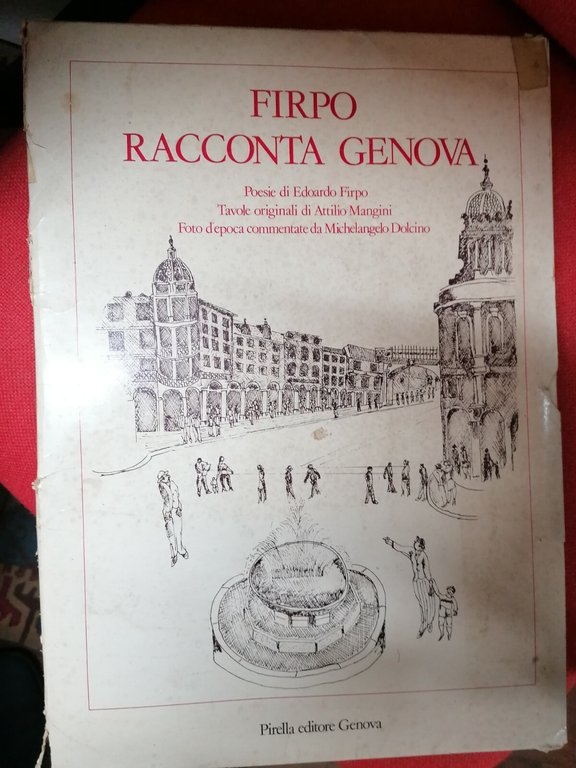 FIRPO
RACCONTA GENOVA
Poesie di Edoardo Firpo
Tavole originali di Attilio Mangini
Foto d'epoca commentate da Michelangelo Dolcino
Pirella editore Genova